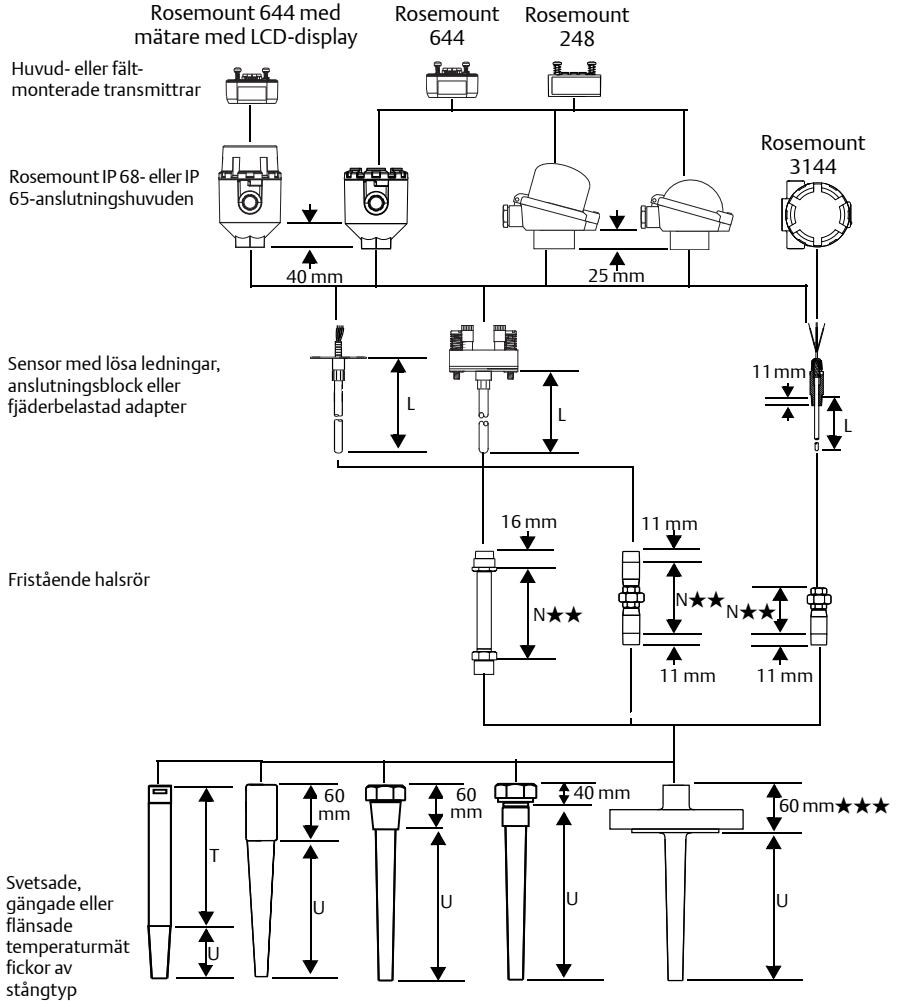 Rosemount 644 med
mätare med LCD-display
Rosemount
644
Rosemount
248
Huvud- eller fält-
monterade transmittrar
Rosemount IP 68- eller IP
65-anslutningshuvuden
Rosemount
3144
40 mm
25 mm
Sensor med lösa ledningar,
anslutningsblock eller
fjäderbelastad adapter
L
L
11 mm
L
16 mm
11 mm
Fristående halsrör
N★★
N★★
N★★
11 mm
11 mm
60
mm
60
mm
40 mm
60 mm★★★
T
U
U
U
U
U
Svetsade,
gängade eller
flänsade
temperaturmät
fickor av
stångtyp